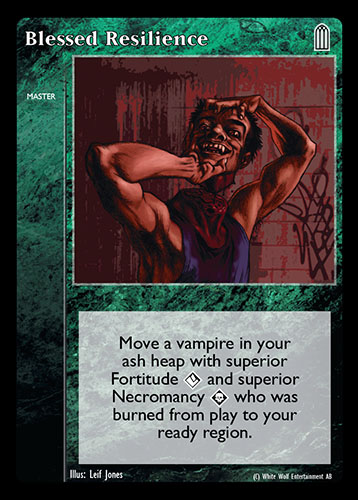 Blessed Resilience
MASTER
Move a vampire in your
ash heap with superior
Fortitude and superior
Necromancy who was
burned from play to your
ready region.
Illus: Leif Jones
(C) White Wolf Entertainment AB